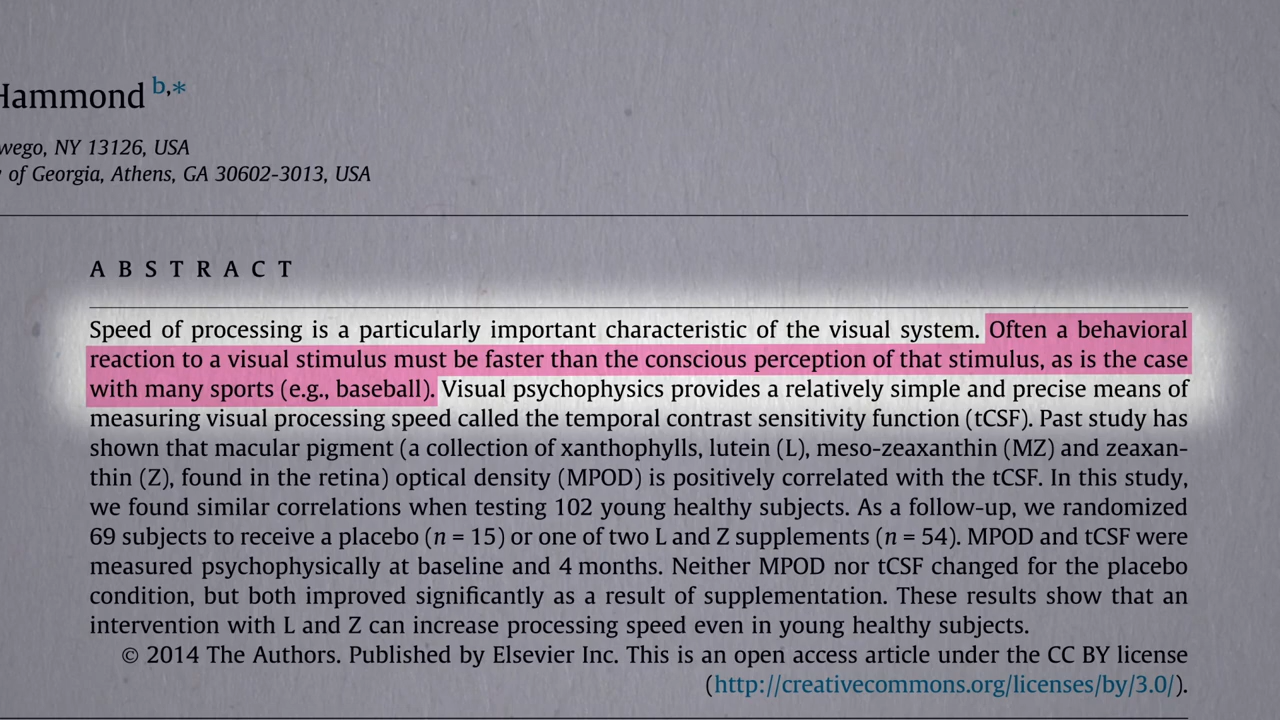 Hammond b,*
wego, NY 13126, USA
of Georgia, Athens, GA 30602-3013, USA
ABSTRACT
Speed of processing is a particularly important characteristic of the visual system. Often a behavioral
reaction to a visual stimulus must be faster than the conscious perception of that stimulus, as is the case
with many sports (e.g., baseball). Visual psychophysics provides a relatively simple and precise means of
measuring visual processing speed called the temporal contrast sensitivity function (tCSF). Past study has
shown that macular pigment (a collection of xanthophylls, lutein (L), meso-zeaxanthin (MZ) and zeaxan-
thin (Z), found in the retina) optical density (MPOD) is positively correlated with the tCSF. In this study,
we found similar correlations when testing 102 young healthy subjects. As a follow-up, we randomized
69 subjects to receive a placebo (n = 15) or one of two L and Z supplements (n = 54). MPOD and tCSF were
measured psychophysically at baseline and 4 months. Neither MPOD nor tCSF changed for the placebo
condition, but both improved significantly as a result of supplementation. These results show that an
intervention with L and Z can increase processing speed even in young healthy subjects.
© 2014 The Authors. Published by Elsevier Inc. This is an open access article under the CC BY license
(http://creativecommons.org/licenses/by/3.0/).